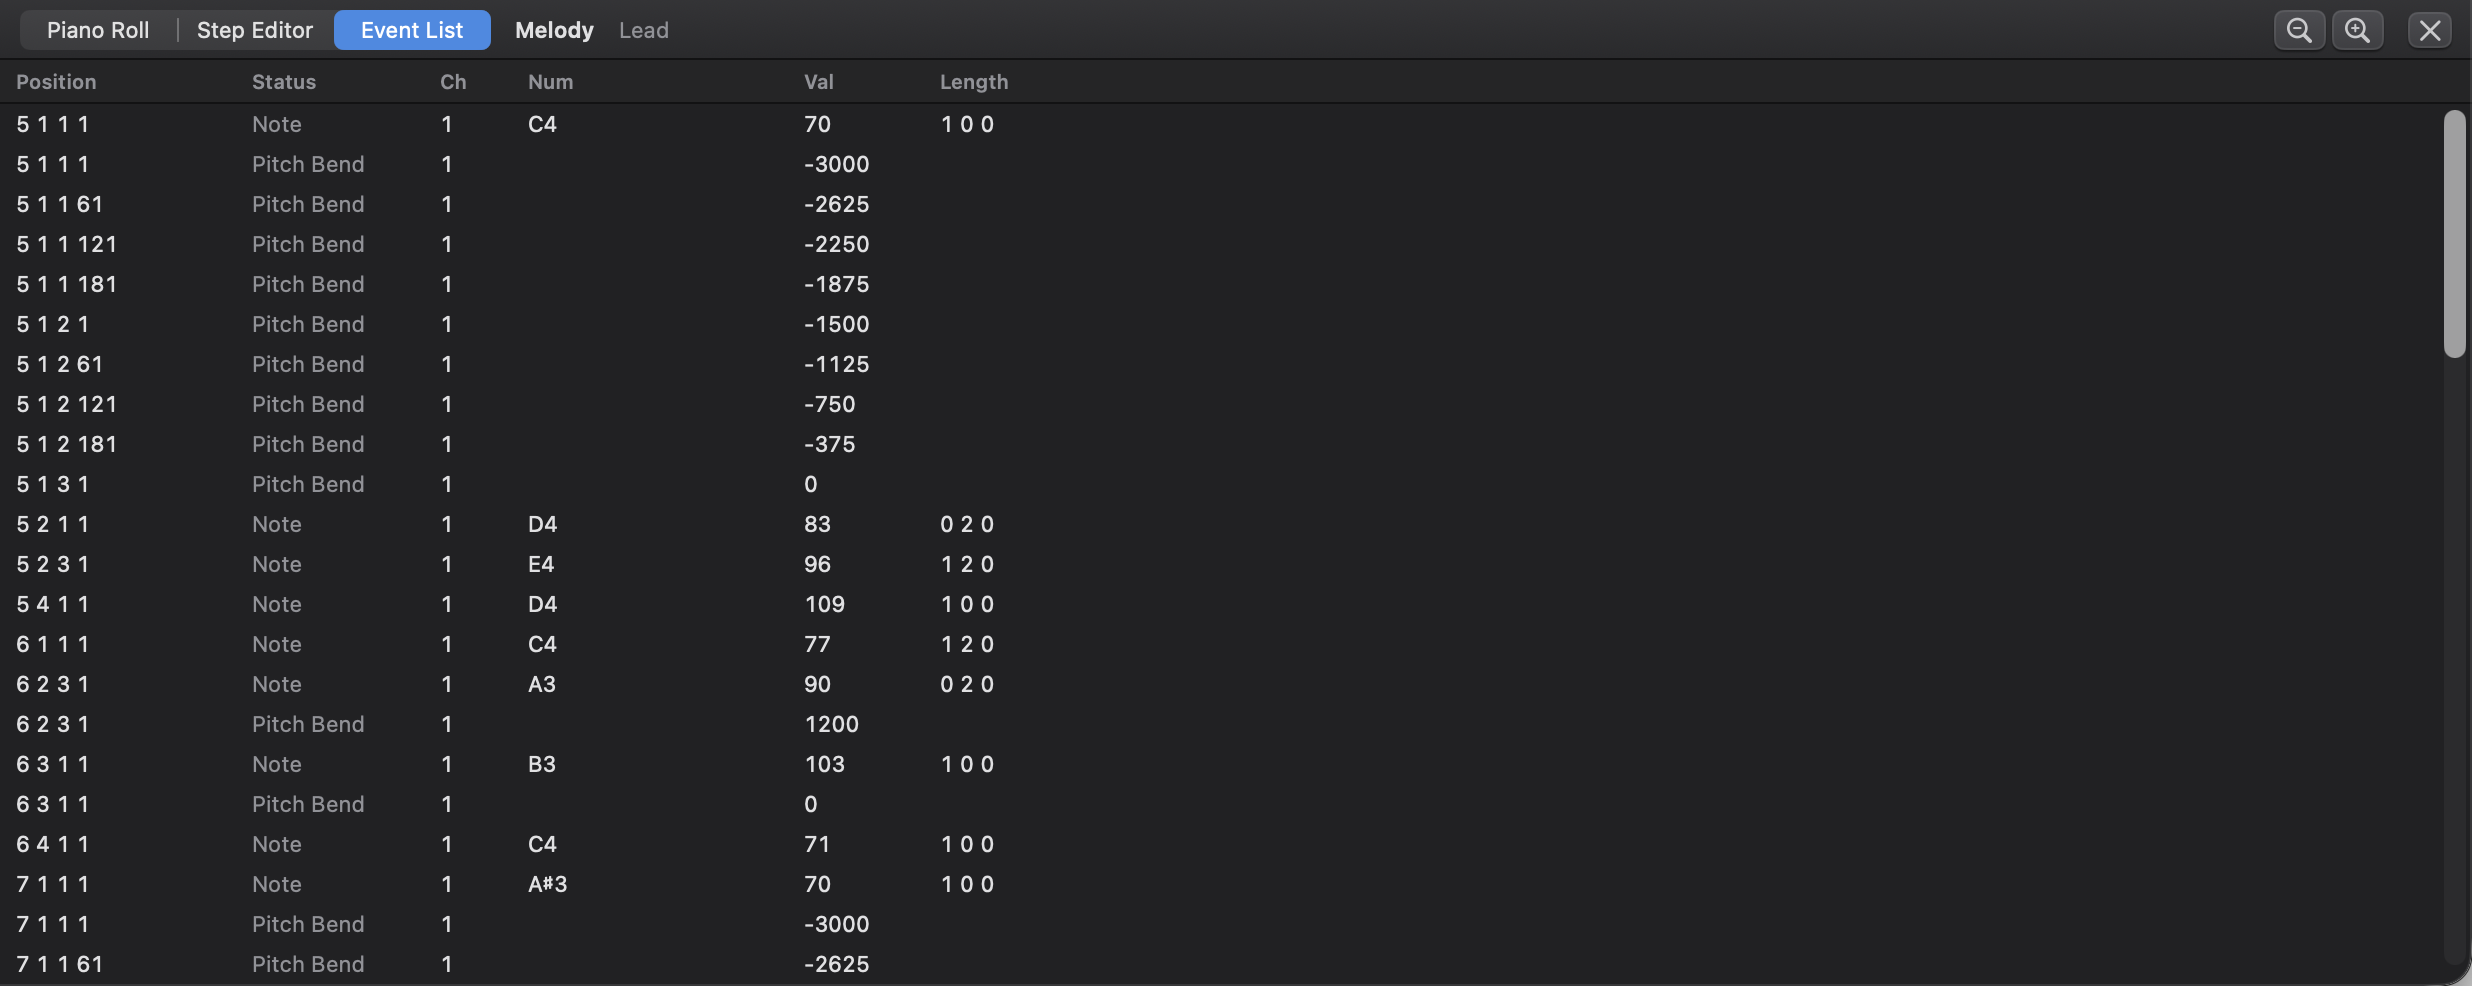 Piano Roll Step Editor Event List Melody Lead
Position Status Ch Num Val Length
5 1 1 1 Note 1 C4 70 1 0 0
5 1 1 1 Pitch Bend 1 -3000
5 1 1 61 Pitch Bend 1 -2625
5 1 1 121 Pitch Bend 1 -2250
5 1 1 181 Pitch Bend 1 -1875
5 1 2 1 Pitch Bend 1 -1500
5 1 2 61 Pitch Bend 1 -1125
5 1 2 121 Pitch Bend 1 -750
5 1 2 181 Pitch Bend 1 -375
5 1 3 1 Pitch Bend 1 0
5 2 1 1 Note 1 D4 83 0 2 0
5 2 3 1 Note 1 E4 96 1 2 0
5 4 1 1 Note 1 D4 109 1 0 0
6 1 1 1 Note 1 C4 77 1 2 0
6 2 3 1 Note 1 A3 90 0 2 0
6 2 3 1 Pitch Bend 1 1200
6 3 1 1 Note 1 B3 103 1 0 0
6 3 1 1 Pitch Bend 1 0
6 4 1 1 Note 1 C4 71 1 0 0
7 1 1 1 Note 1 A#3 70 1 0 0
7 1 1 1 Pitch Bend 1 -3000
7 1 1 61 Pitch Bend 1 -2625